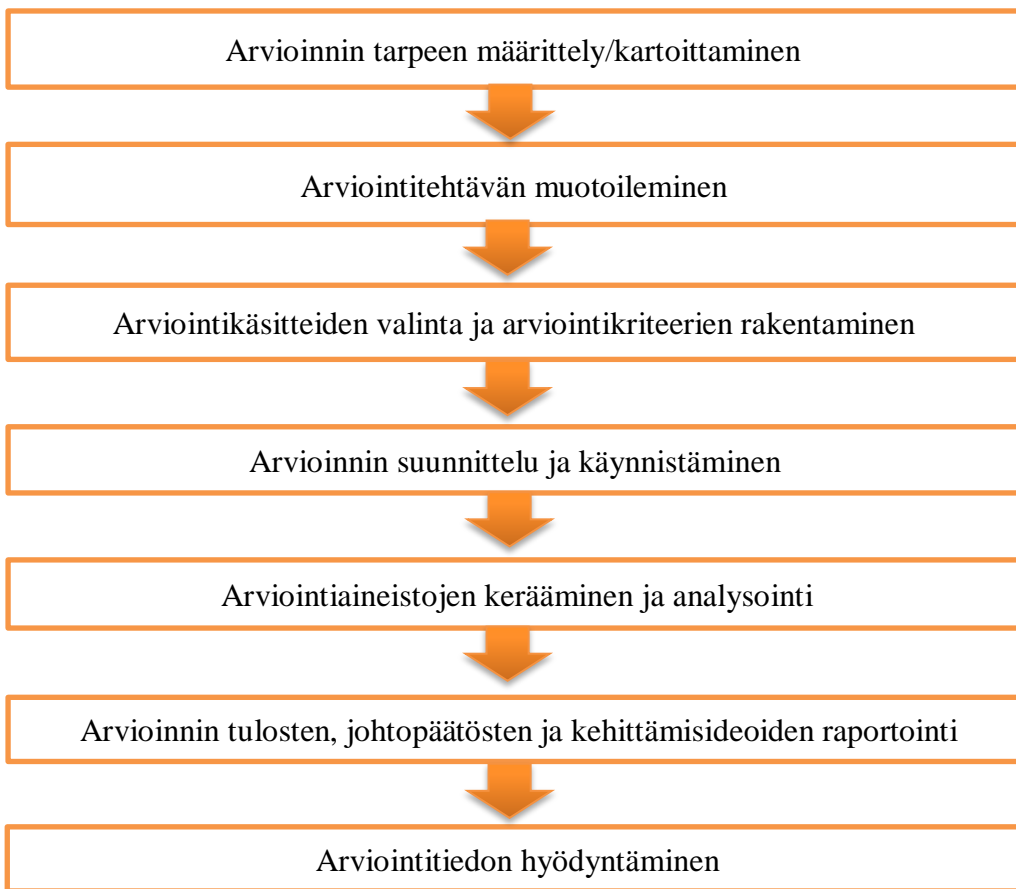 Arvioinnin tarpeen määrittely/kartoittaminen
Arviointitehtävän muotoileminen
Arviointikäsitteiden valinta ja arviointikriteerien rakentaminen
Arvioinnin suunnittelu ja käynnistäminen
Arviointiaineistojen kerääminen ja analysointi
Arvioinnin tulosten, johtopäätösten ja kehittämisideoiden raportointi
Arviointitiedon hyödyntäminen